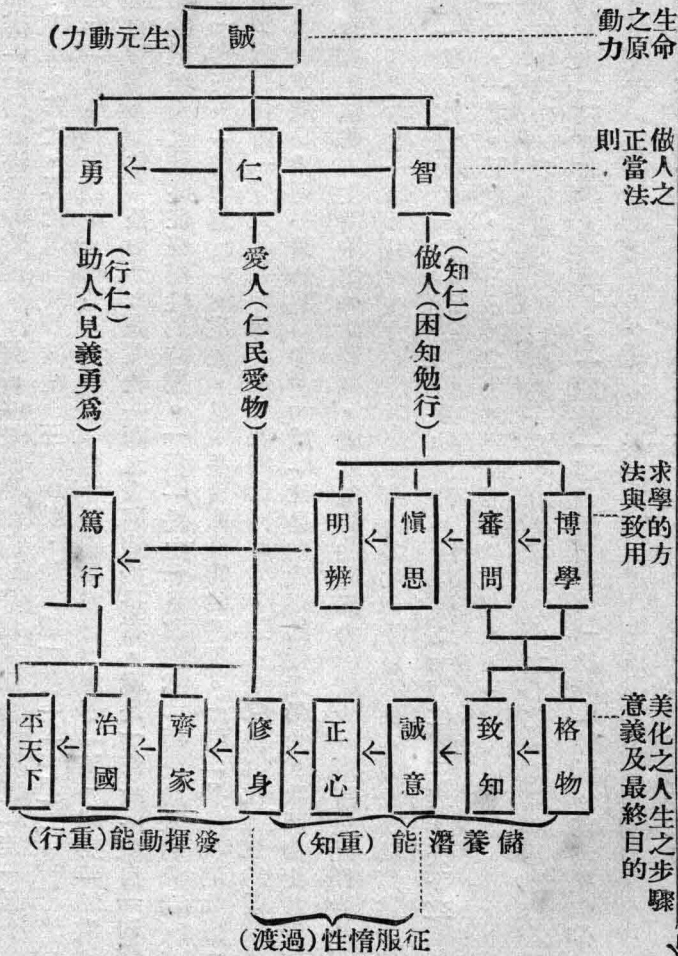 生命之原動力
誠
(生元動力)
做人之正當法則
智
仁
勇
(知仁)
做人(困知勉行)
愛人(仁民愛物)
(行仁)
助人(見義勇爲)
求學的方法與致用
博學
審問
慎思
明辨
篤行
美化之人生之步驟意義及最終目的
格物
致知
誠意
正心
修身
齊家
治國
平天下
儲養潛能(重知)
發揮動能(重行)
征服惰性(過渡)